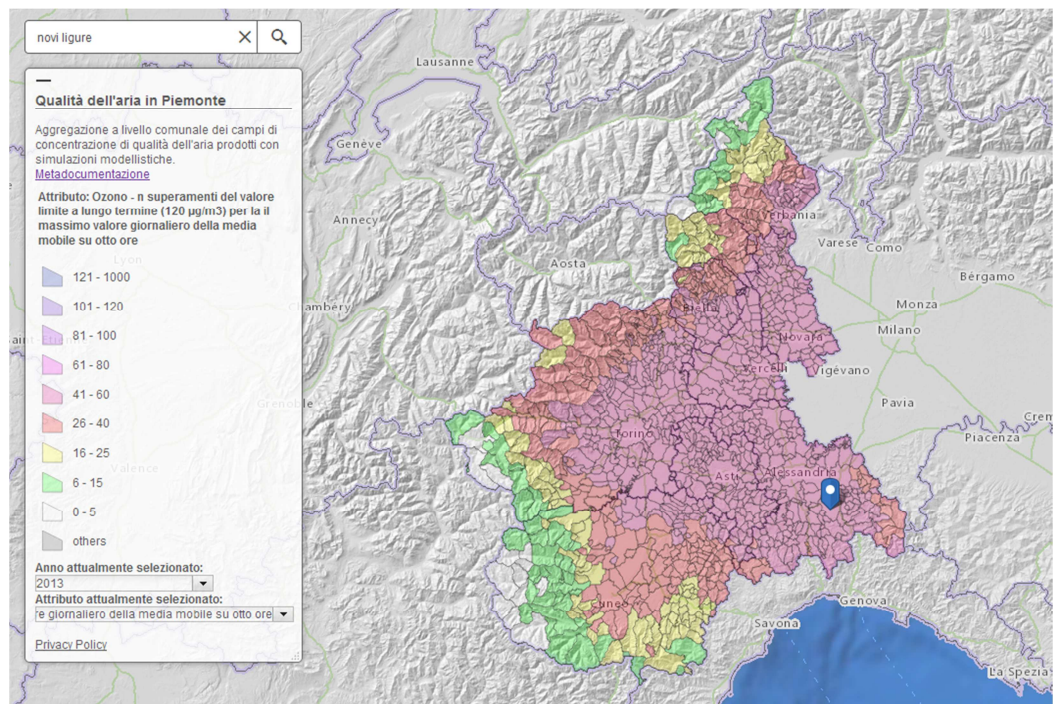 novi ligure
Qualità dell'aria in Piemonte
Aggregazione a livello comunale dei campi di
concentrazione di qualità dell'aria prodotti con
simulazioni modellistiche.
Metadocumentazione
Attributo: Ozono - n superamenti del valore
limite a lungo termine (120 µg/m3) per la il
massimo valore giornaliero della media
mobile su otto ore
121 - 1000
101 - 120
81 - 100
61 - 80
41 - 60
26 - 40
16 - 25
6 - 15
0 - 5
others
Anno attualmente selezionato:
2013
Attributo attualmente selezionato:
re giornaliero della media mobile su otto ore
Privacy Policy
Lausanne
Genève
Annecy
Lyon
Aosta
Chambéry
Grenoble
Valence
Verbania
Varese
Como
Bérgamo
Biella
Monza
Milano
Novara
Vercelli
Vigévano
Pavia
Crem
Piacenza
Torino
Asti
Alessandria
Cuneo
Genova
Savona
La Spezia